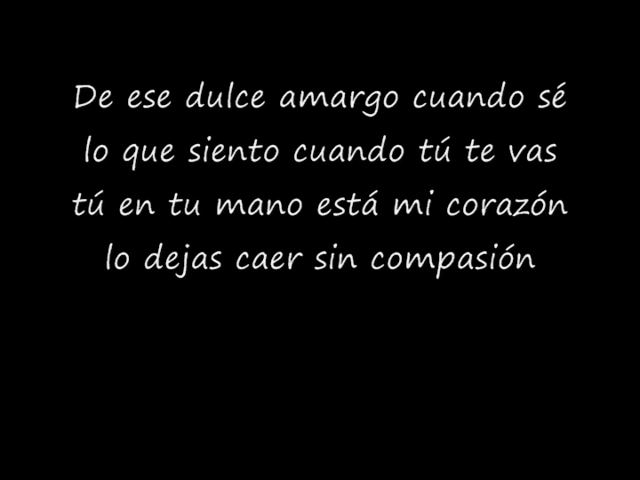 De ese dulce amargo cuando sé
lo que siento cuando tú te vas
tú en tu mano está mi corazón
lo dejas caer sin compasión